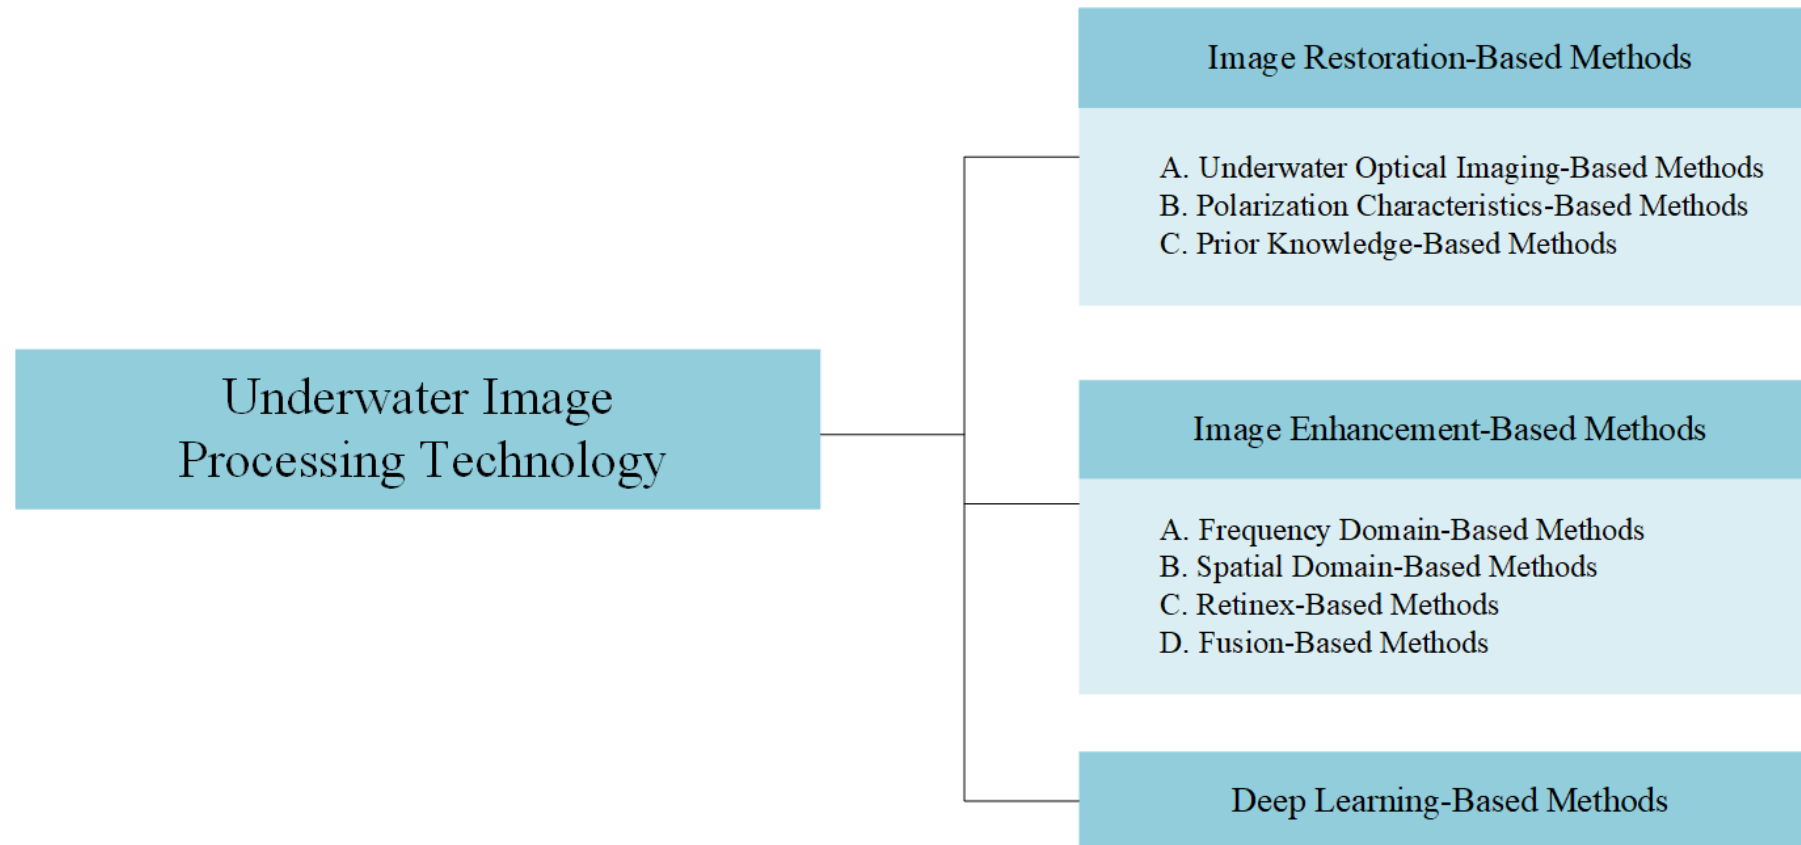 Underwater Image
Processing Technology
Image Restoration-Based Methods
A. Underwater Optical Imaging-Based Methods
B. Polarization Characteristics-Based Methods
C. Prior Knowledge-Based Methods
Image Enhancement-Based Methods
A. Frequency Domain-Based Methods
B. Spatial Domain-Based Methods
C. Retinex-Based Methods
D. Fusion-Based Methods
Deep Learning-Based Methods